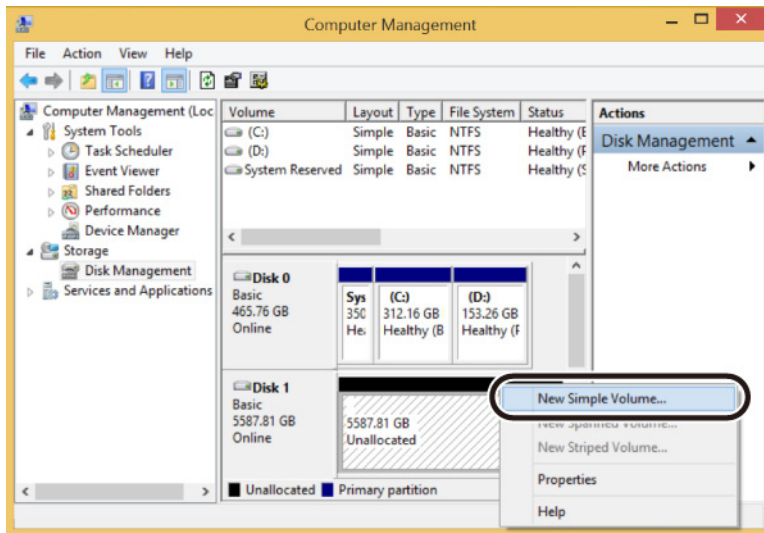 Computer Management
File Action View Help
Computer Management (Loc
System Tools
Task Scheduler
Event Viewer
Shared Folders
Performance
Device Manager
Storage
Disk Management
Services and Applications
Volume Layout Type File System Status
(C:) Simple Basic NTFS Healthy (E
(D:) Simple Basic NTFS Healthy (F
System Reserved Simple Basic NTFS Healthy (S
Actions
Disk Management
More Actions
Disk 0
Basic
465.76 GB
Online
Sys
350
Hea
(C:)
312.16 GB
Healthy (B
(D:)
153.26 GB
Healthy (F
Disk 1
Basic
5587.81 GB
Online
5587.81 GB
Unallocated
Unallocated Primary partition
New Simple Volume...
New Spanned Volume...
New Striped Volume...
Properties
Help